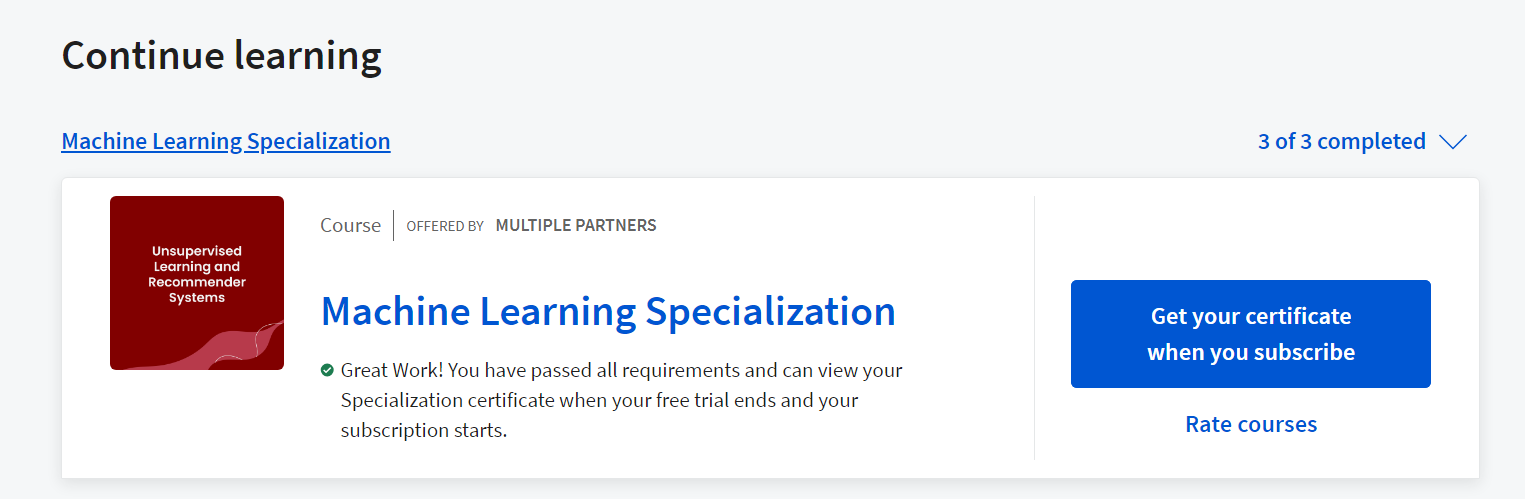 Continue learning
Machine Learning Specialization
3 of 3 completed
Unsupervised
Learning and
Recommender
Systems
Course
OFFERED BY MULTIPLE PARTNERS
Machine Learning Specialization
Great Work! You have passed all requirements and can view your
Specialization certificate when your free trial ends and your
subscription starts.
Get your certificate
when you subscribe
Rate courses